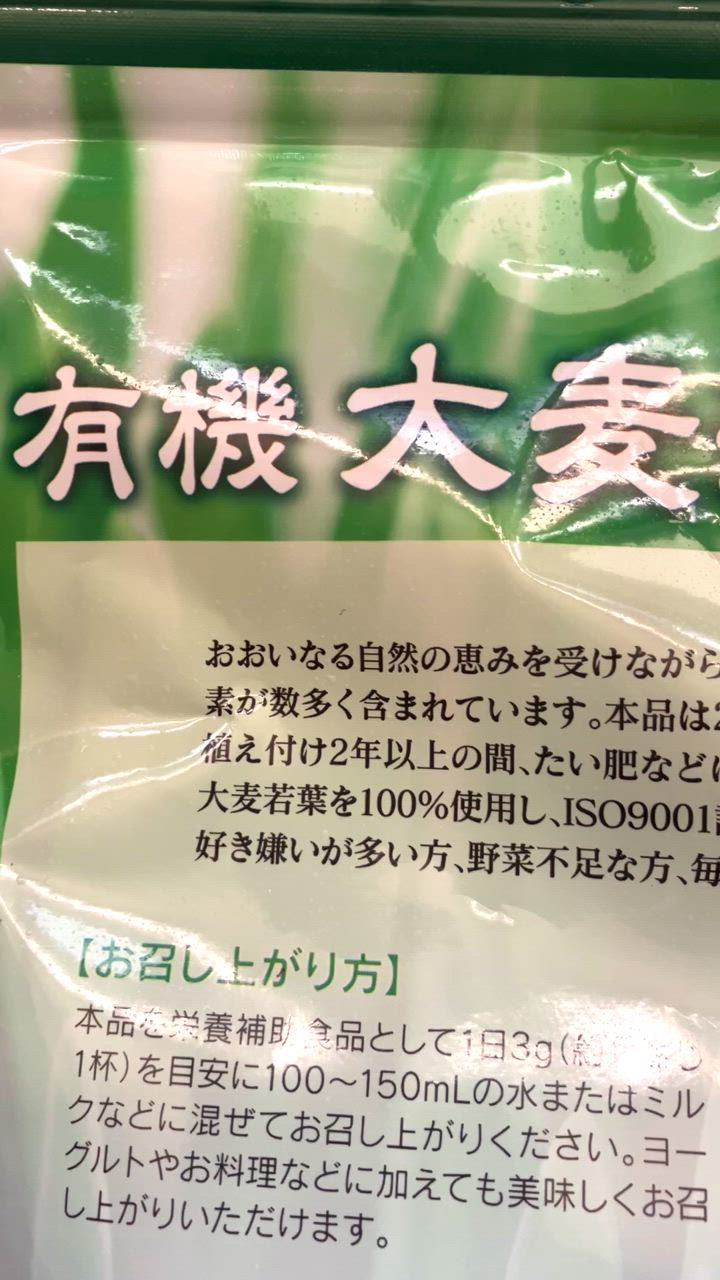 有機 大麦
おおいなる自然の恵みを受けながら
素が数多く含まれています。本品は2
植え付け2年以上の間、たい肥などに
大麦若葉を100%使用し、ISO9001
好き嫌いが多い方、野菜不足な方、毎
【お召し上がり方】
本品を栄養補助食品として1日3g(
1杯)を目安に100〜150mLの水またはミル
クなどに混ぜてお召し上がりください。ヨー
グルトやお料理などに加えても美味しくお召
し上がりいただけます。